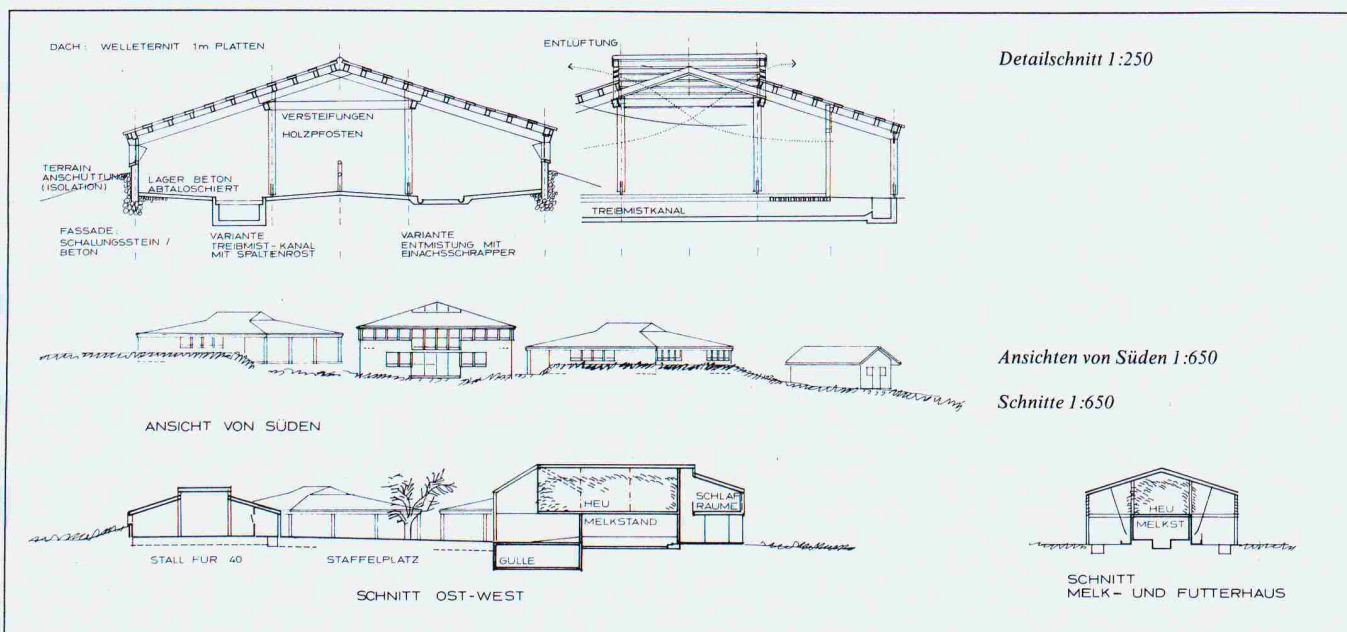 DACH: WELLETERNIT 1m PLATTEN
ENTLÜFTUNG
Detailschnitt 1:250
VERSTEIFUNGEN
HOLZPFOSTEN
TERRAIN
ANSCHÜTTUNG
(ISOLATION)
LAGER BETON
ABTALOSCHIERT
TREIBMISTKANAL
FASSADE:
SCHALUNGSSTEIN /
BETON
VARIANTE
TREIBMIST-KANAL
MIT SPALTENROST
VARIANTE
ENTMISTUNG MIT
EINACHSSCHRAPPER
Ansichten von Süden 1:650
Schnitte 1:650
ANSICHT VON SÜDEN
HEU
SCHLAF
RÄUME
MELKSTAND
STALL FÜR 40
STAFFELPLATZ
GÜLLE
SCHNITT OST-WEST
HEU
MELKST
SCHNITT
MELK- UND FUTTERHAUS